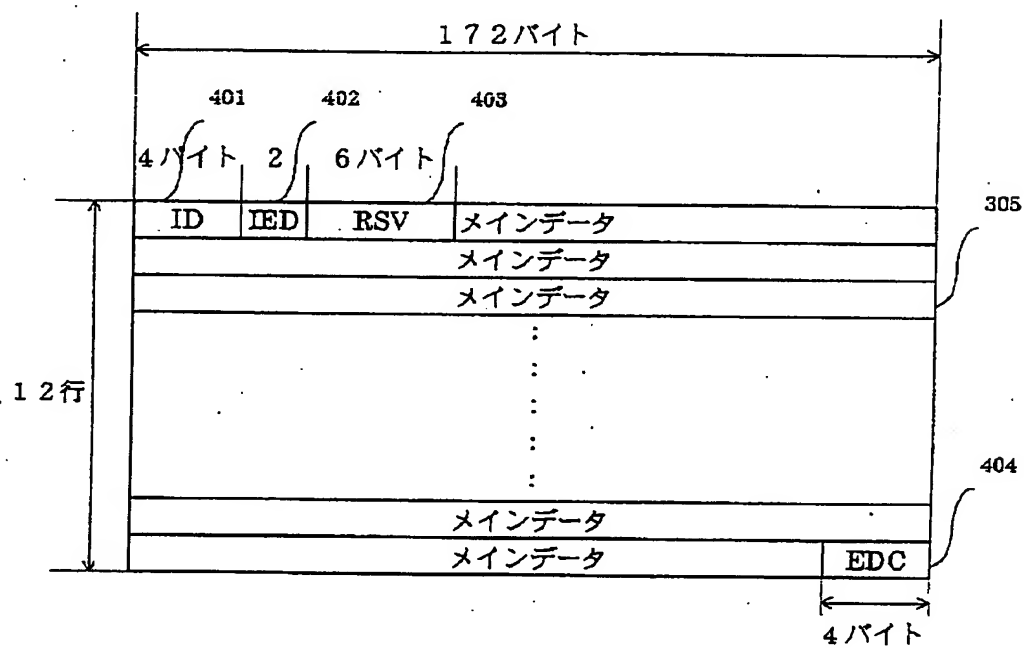 172バイト
401 402 403
4バイト 2 6バイト
ID IED RSV メインデータ
305
メインデータ
メインデータ
12行
404
メインデータ
メインデータ EDC
4バイト